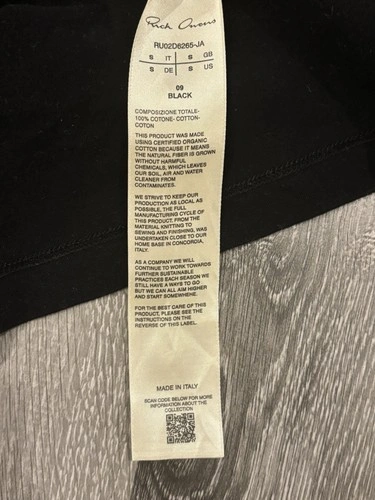 Rick Owens
RU02D6265-JA
S IT S GB
S DE S US
09
BLACK
COMPOSIZIONE TOTALE-
100% COTONE- COTTON-
COTON
THIS PRODUCT WAS MADE
USING CERTIFIED ORGANIC
COTTON BECAUSE IT MEANS
THE NATURAL FIBER IS GROWN
WITHOUT HARMFUL
CHEMICALS, WHICH LEAVES
OUR SOIL, AIR AND WATER
CLEANER FROM
CONTAMINATES.
WE STRIVE TO KEEP OUR
PRODUCTION AS LOCAL AS
POSSIBLE, THE FULL
MANUFACTURING CYCLE OF
THIS PRODUCT, FROM THE
MATERIAL KNITTING TO
SEWING AND FINISHING, WAS
UNDERTAKEN CLOSE TO OUR
HOME BASE IN CONCORDIA,
ITALY.
AS A COMPANY WE WILL
CONTINUE TO WORK TOWARDS
FURTHER SUSTAINABLE
PRACTICES EACH SEASON WE
STILL HAVE A WAYS TO GO
BUT WE CAN ALL AIM HIGHER
AND START SOMEWHERE.
FOR THE BEST CARE OF THIS
PRODUCT, PLEASE SEE THE
INSTRUCTIONS ON THE
REVERSE OF THIS LABEL.
MADE IN ITALY
SCAN CODE BELOW FOR MORE
INFORMATION ABOUT THE
COLLECTION